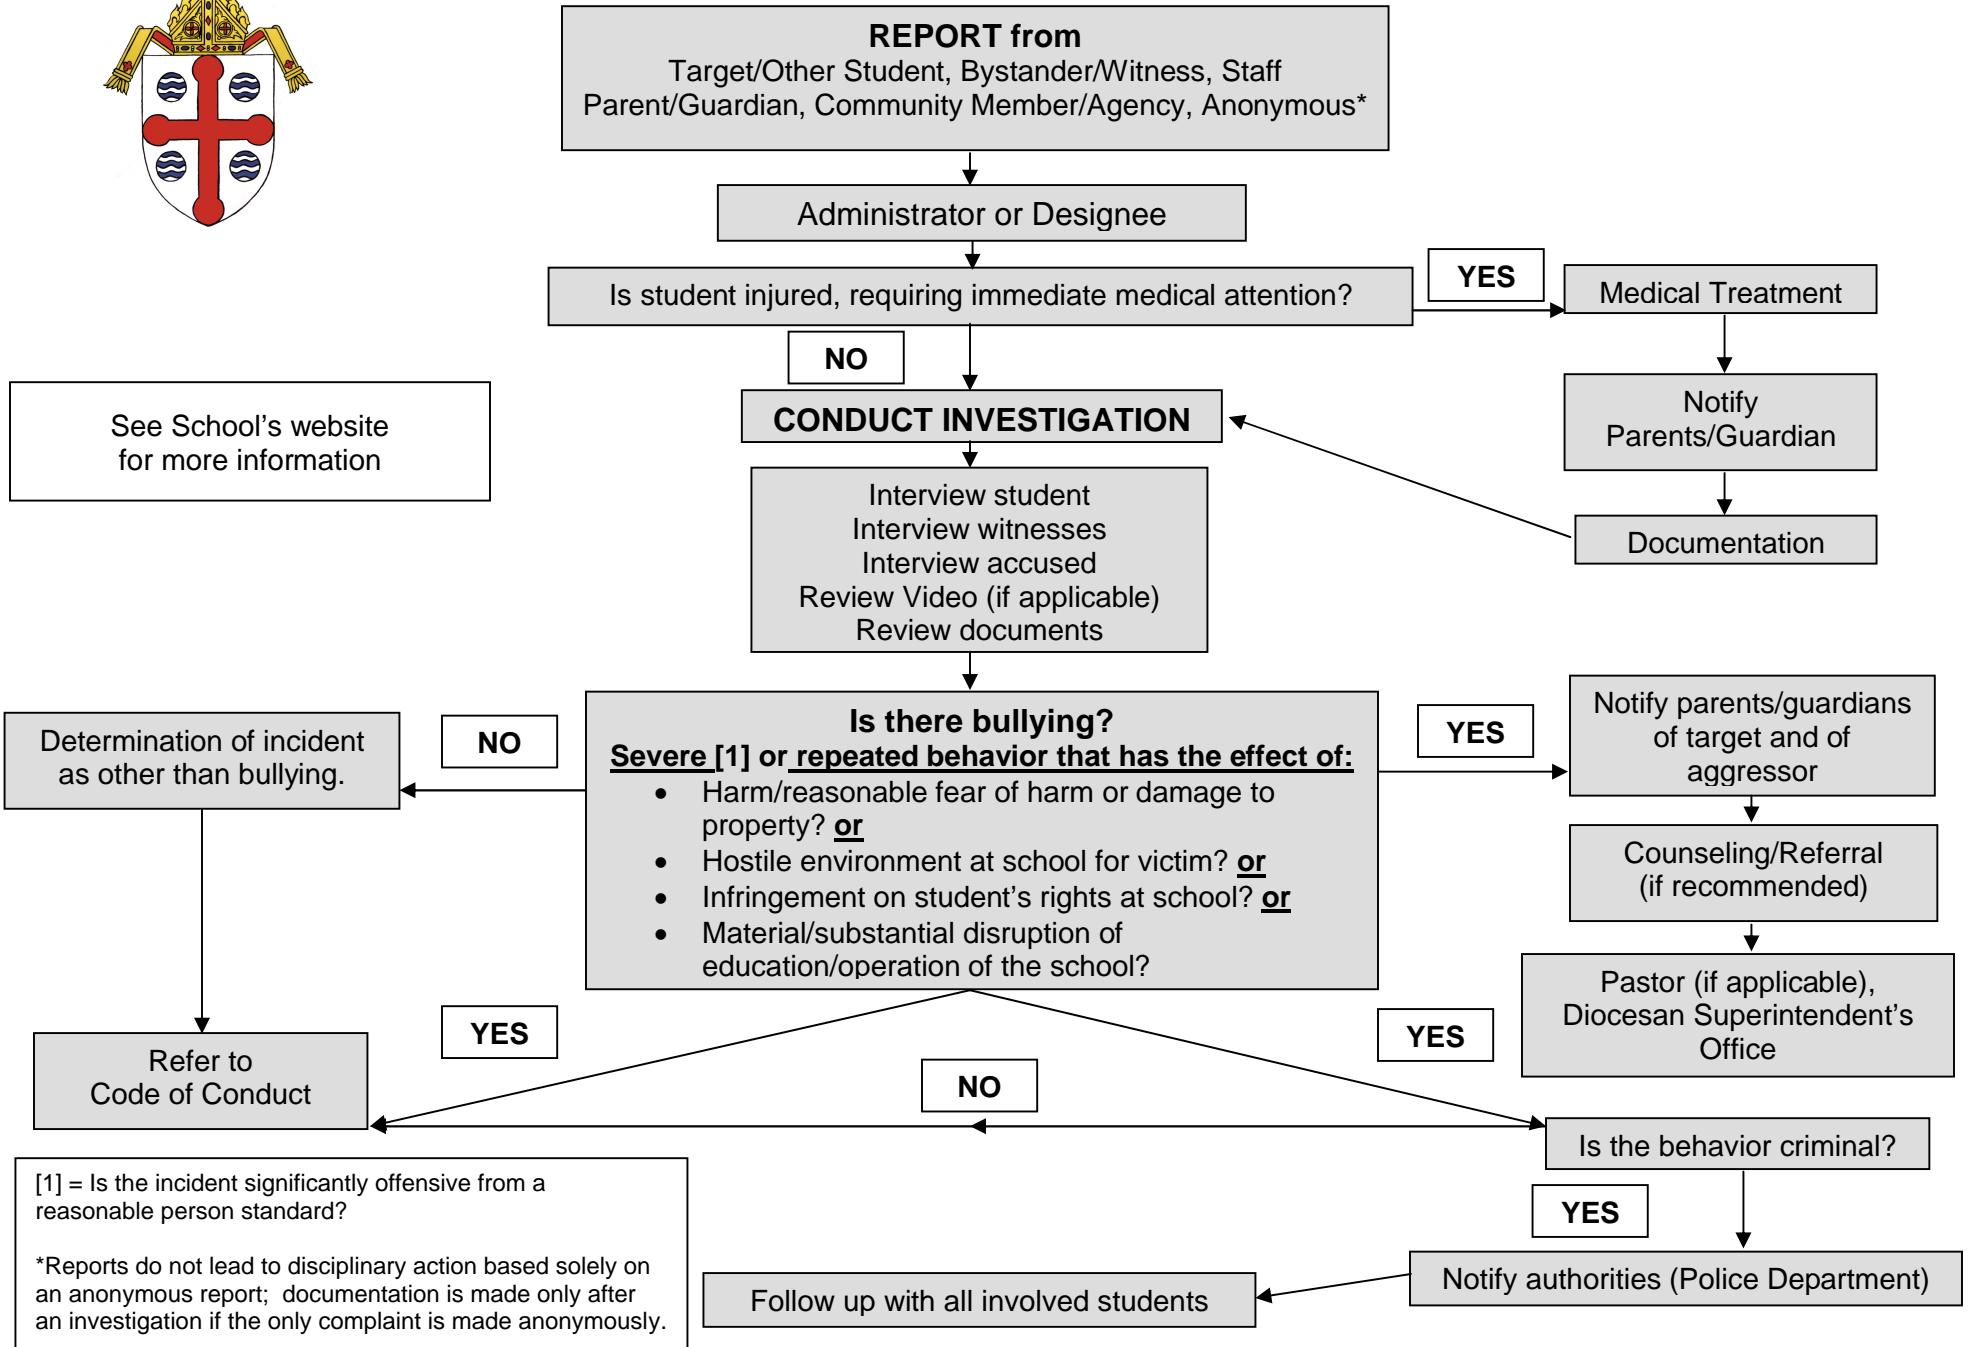 REPORT from
Target/Other Student, Bystander/Witness, Staff
Parent/Guardian, Community Member/Agency, Anonymous*
Administrator or Designee
Is student injured, requiring immediate medical attention?
YES
Medical Treatment
NO
Notify
Parents/Guardian
CONDUCT INVESTIGATION
See School’s website
for more information
Documentation
Interview student
Interview witnesses
Interview accused
Review Video (if applicable)
Review documents
Is there bullying?
Severe [1] or repeated behavior that has the effect of:
• Harm/reasonable fear of harm or damage to
property? or
• Hostile environment at school for victim? or
• Infringement on student’s rights at school? or
• Material/substantial disruption of
education/operation of the school?
NO
Determination of incident
as other than bullying.
YES
Notify parents/guardians
of target and of
aggressor
Counseling/Referral
(if recommended)
Pastor (if applicable),
Diocesan Superintendent’s
Office
YES
YES
Refer to
Code of Conduct
NO
Is the behavior criminal?
YES
Notify authorities (Police Department)
Follow up with all involved students
[1] = Is the incident significantly offensive from a
reasonable person standard?
*Reports do not lead to disciplinary action based solely on
an anonymous report;  documentation is made only after
an investigation if the only complaint is made anonymously.